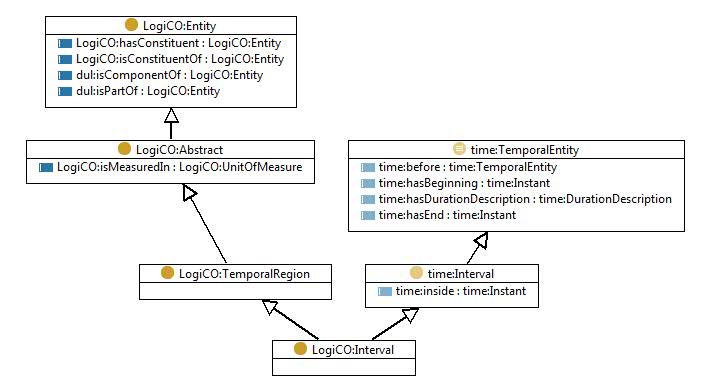 LogiCO:Entity
LogiCO:hasConstituent : LogiCO:Entity
LogiCO:isConstituentOf : LogiCO:Entity
dul:isComponentOf : LogiCO:Entity
dul:isPartOf : LogiCO:Entity
LogiCO:Abstract
LogiCO:isMeasuredIn : LogiCO:UnitOfMeasure
time:TemporalEntity
time:before : time:TemporalEntity
time:hasBeginning : time:Instant
time:hasDurationDescription : time:DurationDescription
time:hasEnd : time:Instant
LogiCO:TemporalRegion
time:Interval
time:inside : time:Instant
LogiCO:Interval